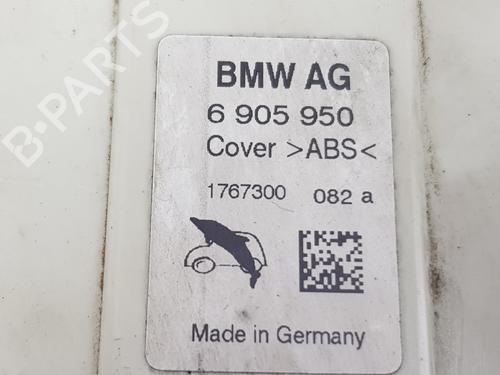 BMW AG
6 905 950
Cover >ABS<
1767300 082 a
Made in Germany
B-PARTS